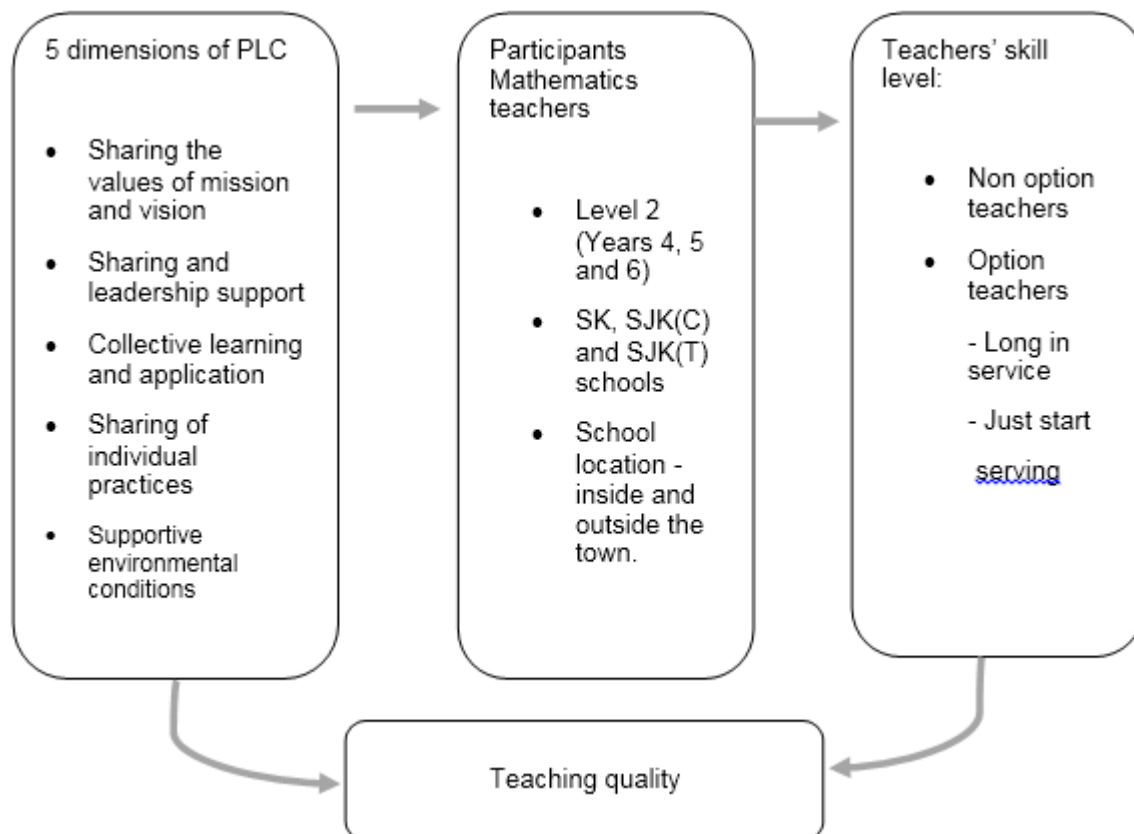 5 dimensions of PLC
• Sharing the
values of mission
and vision
• Sharing and
leadership support
• Collective learning
and application
• Sharing of
individual
practices
• Supportive
environmental
conditions
Participants
Mathematics
teachers
• Level 2
(Years 4, 5
and 6)
• SK, SJK(C)
and SJK(T)
schools
• School
location -
inside and
outside the
town.
Teachers’ skill
level:
• Non option
teachers
• Option
teachers
- Long in
service
- Just start
serving
Teaching quality